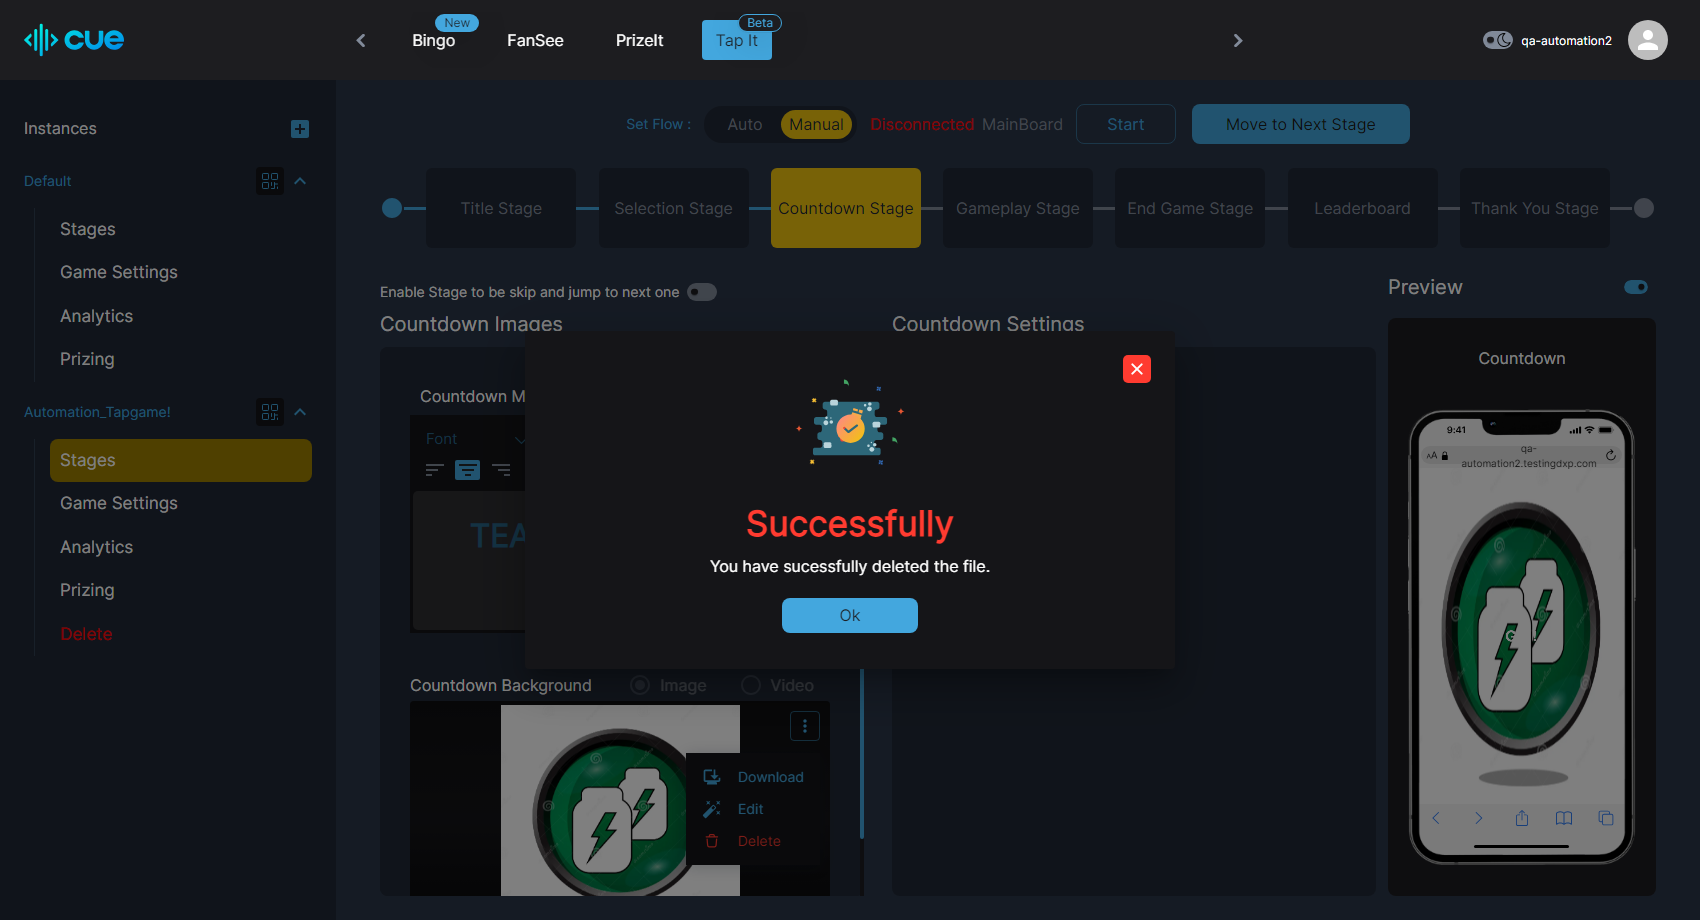 cue
Bingo
New
FanSee
PrizeIt
Tap It
Beta
qa-automation2
Instances
Default
Stages
Game Settings
Analytics
Prizing
Automation_Tapgame!
Stages
Game Settings
Analytics
Prizing
Delete
Set Flow :
Auto
Manual
Disconnected MainBoard
Start
Move to Next Stage
Title Stage
Selection Stage
Countdown Stage
Gameplay Stage
End Game Stage
Leaderboard
Thank You Stage
Enable Stage to be skip and jump to next one
Countdown Images
Countdown Settings
Countdown M
Font
TEA
Successfully
You have sucessfully deleted the file.
Ok
Countdown Background
Image
Video
Download
Edit
Delete
Preview
Countdown
9:41
AA
qa-
automation2.testingdxp.com